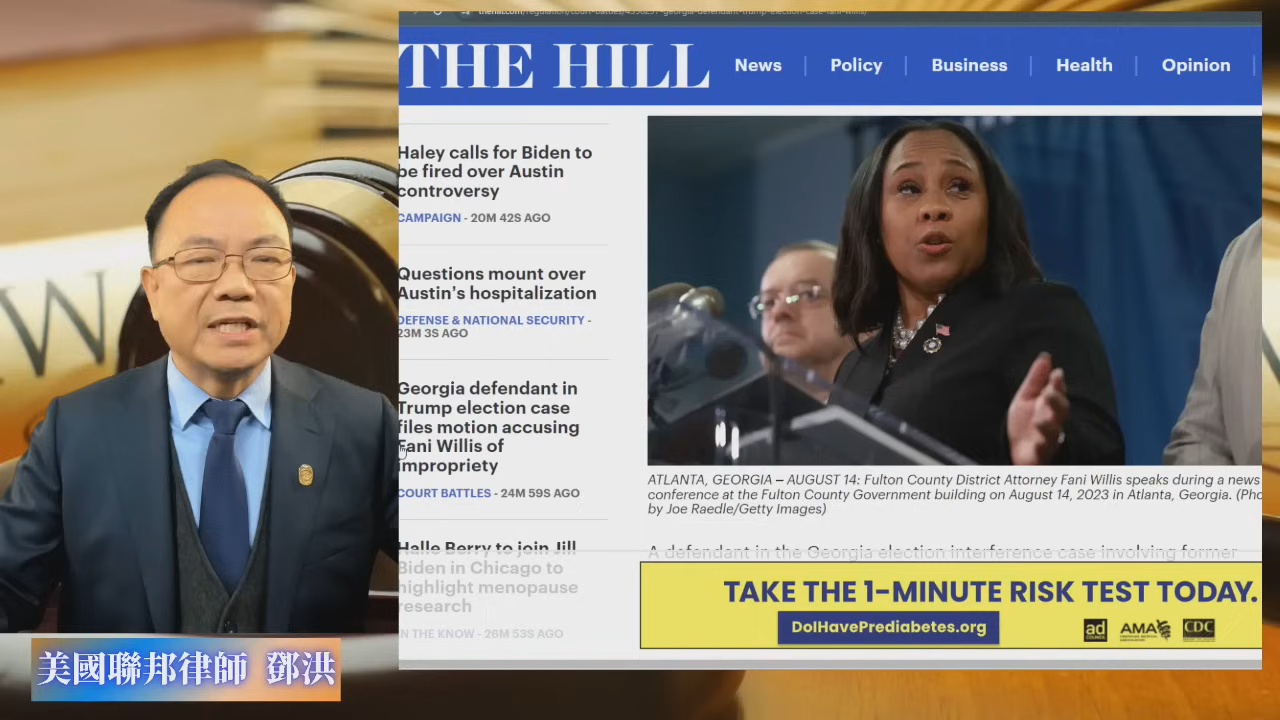 THE HILL
News | Policy | Business | Health | Opinion |
Haley calls for Biden to
be fired over Austin
controversy
CAMPAIGN - 20M 42S AGO
Questions mount over
Austin's hospitalization
DEFENSE & NATIONAL SECURITY -
23M 3S AGO
Georgia defendant in
Trump election case
files motion accusing
Fani Willis of
impropriety
COURT BATTLES - 24M 59S AGO
Halle Berry to join Jill
Biden in Chicago to
highlight menopause
research
IN THE KNOW - 26M 53S AGO
ATLANTA, GEORGIA – AUGUST 14: Fulton County District Attorney Fani Willis speaks during a news
conference at the Fulton County Government building on August 14, 2023 in Atlanta, Georgia. (Pho
by Joe Raedle/Getty Images)
A defendant in the Georgia election interference case involving former
TAKE THE 1-MINUTE RISK TEST TODAY.
DoIHavePrediabetes.org
ad
COUNCIL
AMA
CDC
W
美國聯邦律師 鄧洪